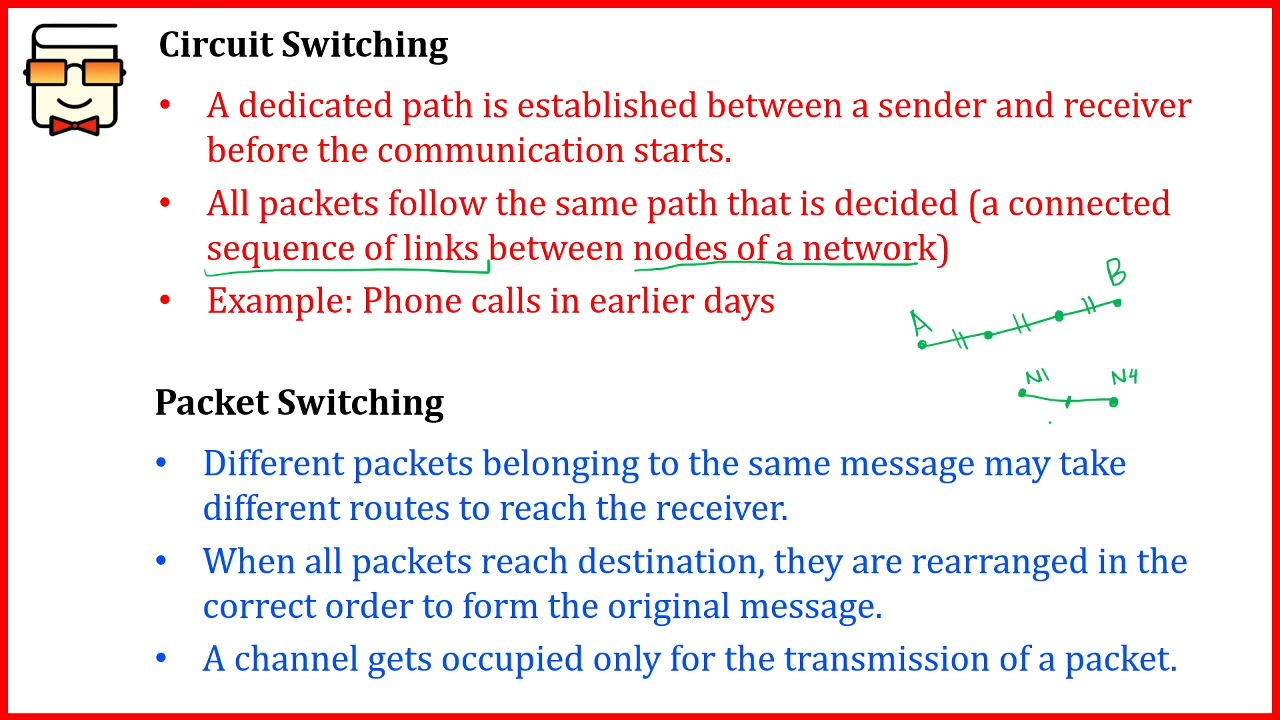 Circuit Switching
• A dedicated path is established between a sender and receiver
before the communication starts.
• All packets follow the same path that is decided (a connected
sequence of links between nodes of a network)
• Example: Phone calls in earlier days
A
B
N1
N4
Packet Switching
• Different packets belonging to the same message may take
different routes to reach the receiver.
• When all packets reach destination, they are rearranged in the
correct order to form the original message.
• A channel gets occupied only for the transmission of a packet.